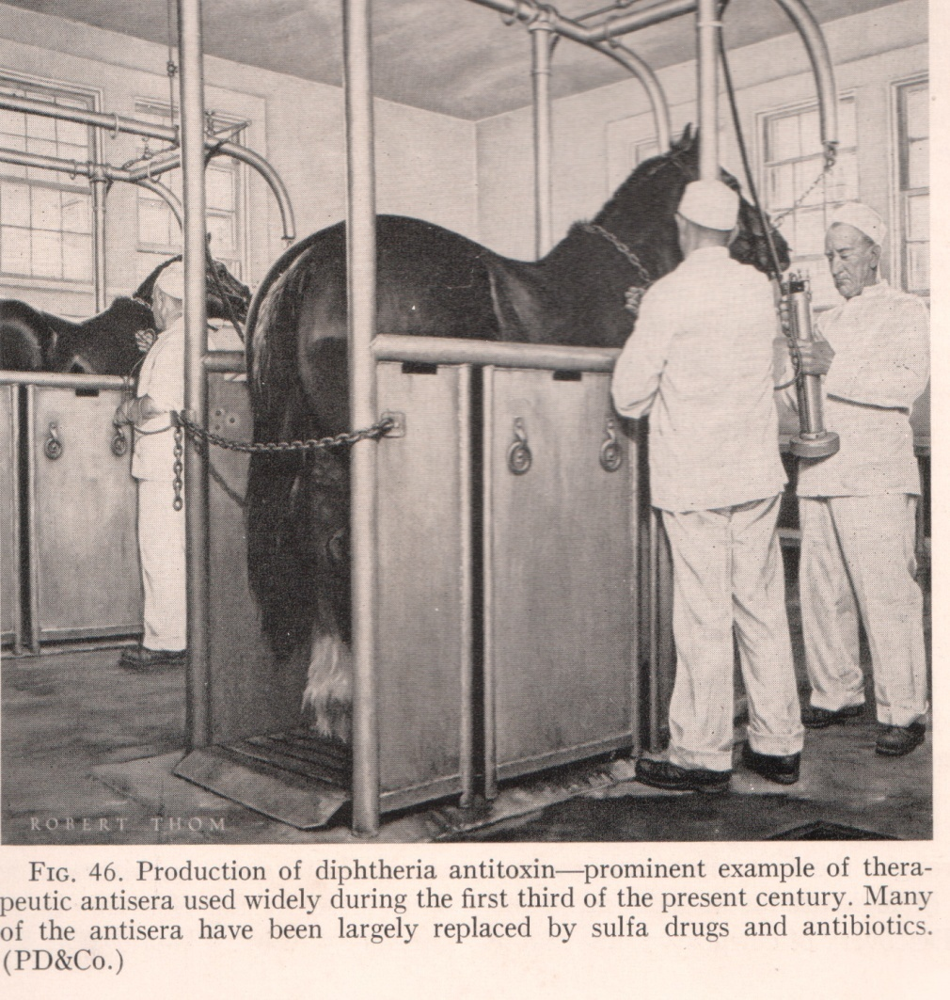 ROBERT THOM
FIG. 46. Production of diphtheria antitoxin—prominent example of thera-
peutic antisera used widely during the first third of the present century. Many
of the antisera have been largely replaced by sulfa drugs and antibiotics.
(PD&Co.)